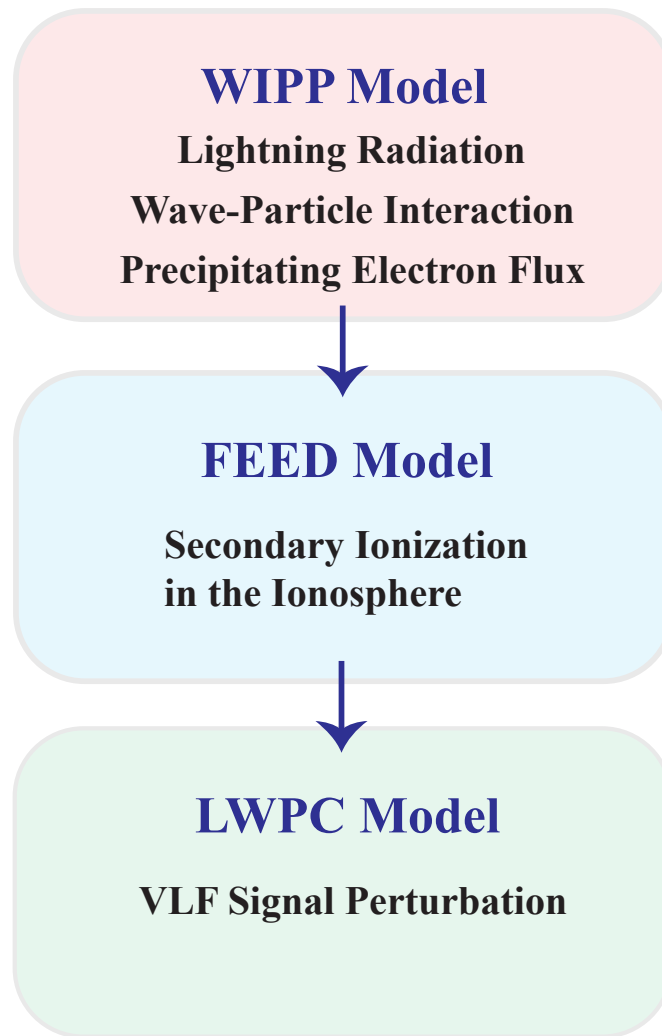 WIPP Model
Lightning Radiation
Wave-Particle Interaction
Precipitating Electron Flux
FEED Model
Secondary Ionization
in the Ionosphere
LWPC Model
VLF Signal Perturbation